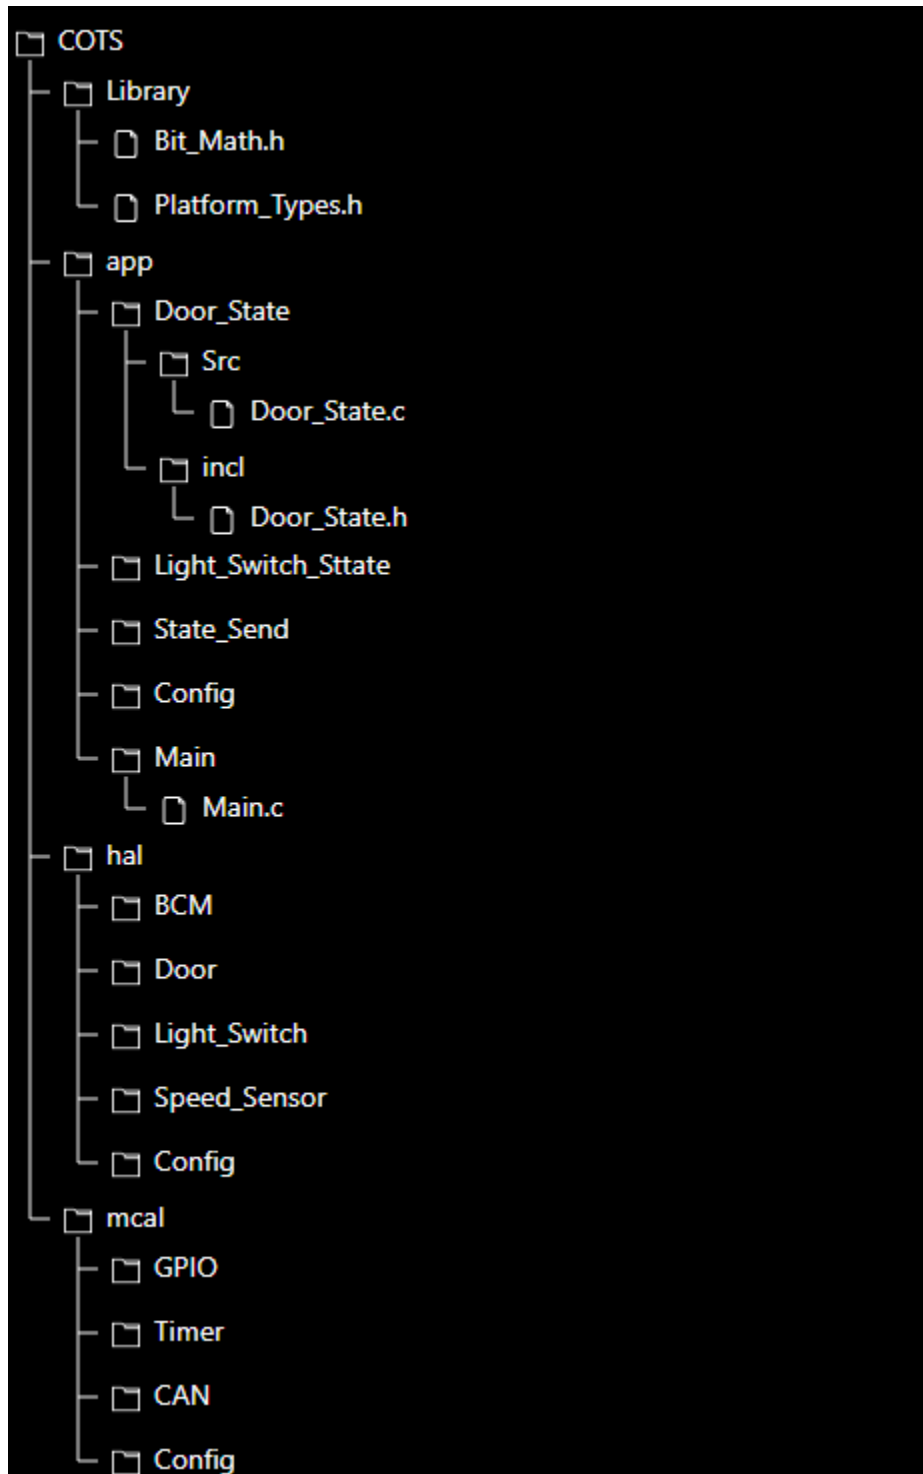 COTS
Library
Bit_Math.h
Platform_Types.h
app
Door_State
Src
Door_State.c
incl
Door_State.h
Light_Switch_Sttate
State_Send
Config
Main
Main.c
hal
BCM
Door
Light_Switch
Speed_Sensor
Config
mcal
GPIO
Timer
CAN
Config